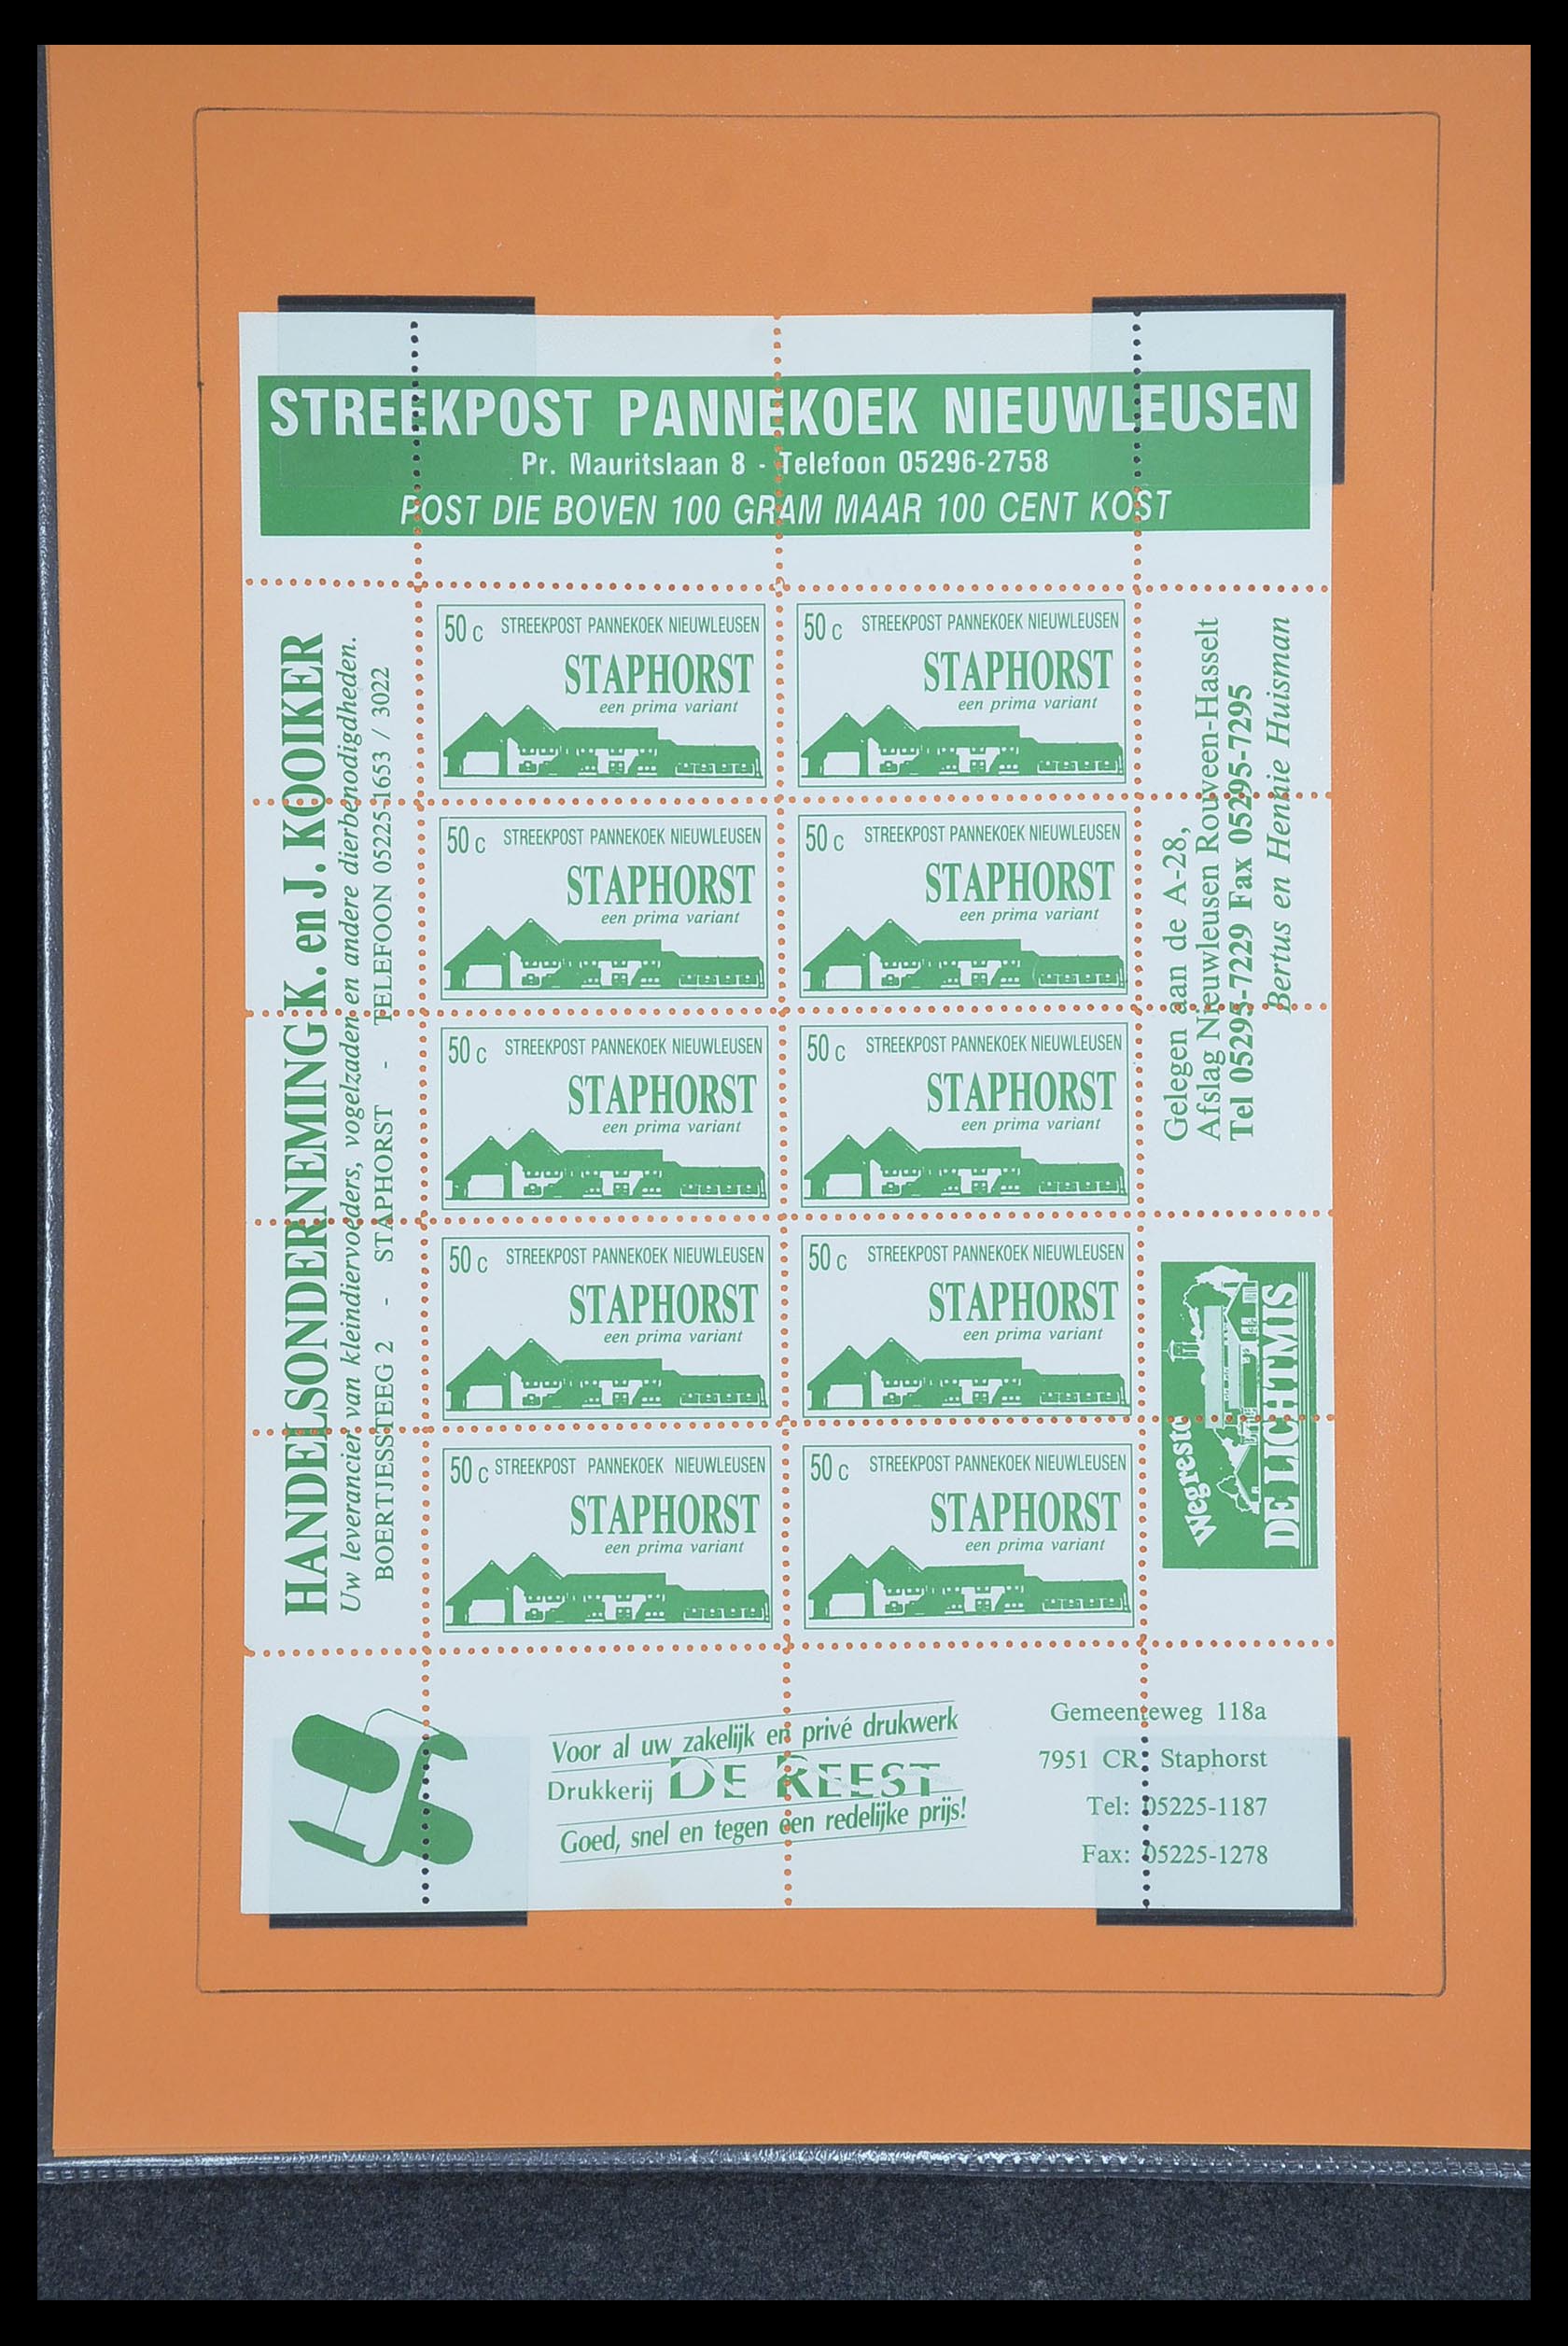 STREEKPOST PANNEKOEK NIEUWLEUSEN
Pr. Mauritslaan 8 - Telefoon 05296-2758
POST DIE BOVEN 100 GRAM MAAR 100 CENT KOST
HANDELSONDERNEMING K. en J. KOOIKER
Uw leverancier van kleindiervoeders, vogelzaden en andere dierbenodigdheden.
BOERTJESSTEEG 2 - STAPHORST - TELEFOON 05225-1653 / 3022
50 c STREEKPOST PANNEKOEK NIEUWLEUSEN
STAPHORST
een prima variant
50 c STREEKPOST PANNEKOEK NIEUWLEUSEN
STAPHORST
een prima variant
50 c STREEKPOST PANNEKOEK NIEUWLEUSEN
STAPHORST
een prima variant
50 c STREEKPOST PANNEKOEK NIEUWLEUSEN
STAPHORST
een prima variant
50 c STREEKPOST PANNEKOEK NIEUWLEUSEN
STAPHORST
een prima variant
50 c STREEKPOST PANNEKOEK NIEUWLEUSEN
STAPHORST
een prima variant
50 c STREEKPOST PANNEKOEK NIEUWLEUSEN
STAPHORST
een prima variant
50 c STREEKPOST PANNEKOEK NIEUWLEUSEN
STAPHORST
een prima variant
50 c STREEKPOST PANNEKOEK NIEUWLEUSEN
STAPHORST
een prima variant
50 c STREEKPOST PANNEKOEK NIEUWLEUSEN
STAPHORST
een prima variant
Gelegen aan de A-28,
Afslag Nieuwleusen Rouveen-Hasselt
Tel 05295-7229 Fax 05295-7295
Bertus en Hennie Huisman
Wegresto
DE LICHTMIS
Voor al uw zakelijk en privé drukwerk
Drukkerij DE REEST
Goed, snel en tegen een redelijke prijs!
Gemeenteweg 118a
7951 CR Staphorst
Tel: 05225-1187
Fax: 05225-1278